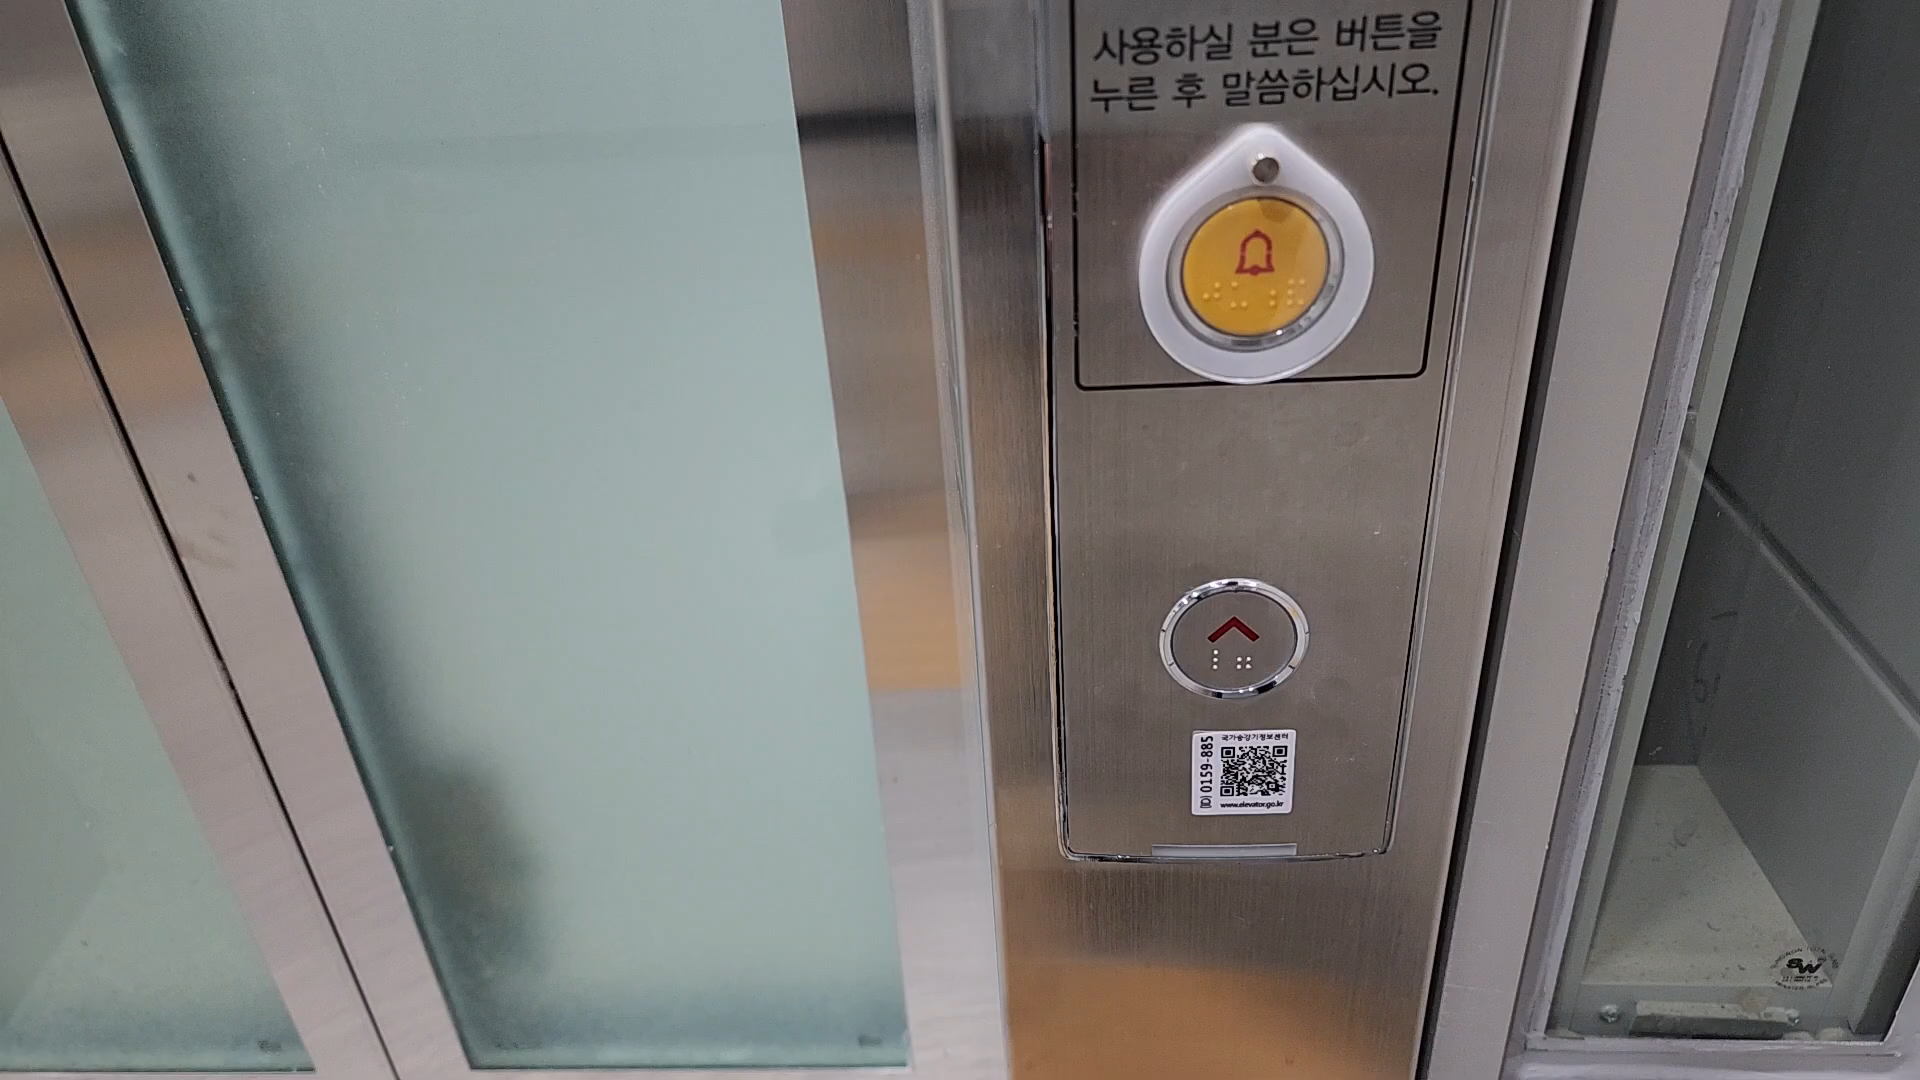 사용하실 분은 버튼을
누른 후 말씀하십시오.
국가승강기정보센터
(ID) 0159-885
www.elevator.go.kr
SW